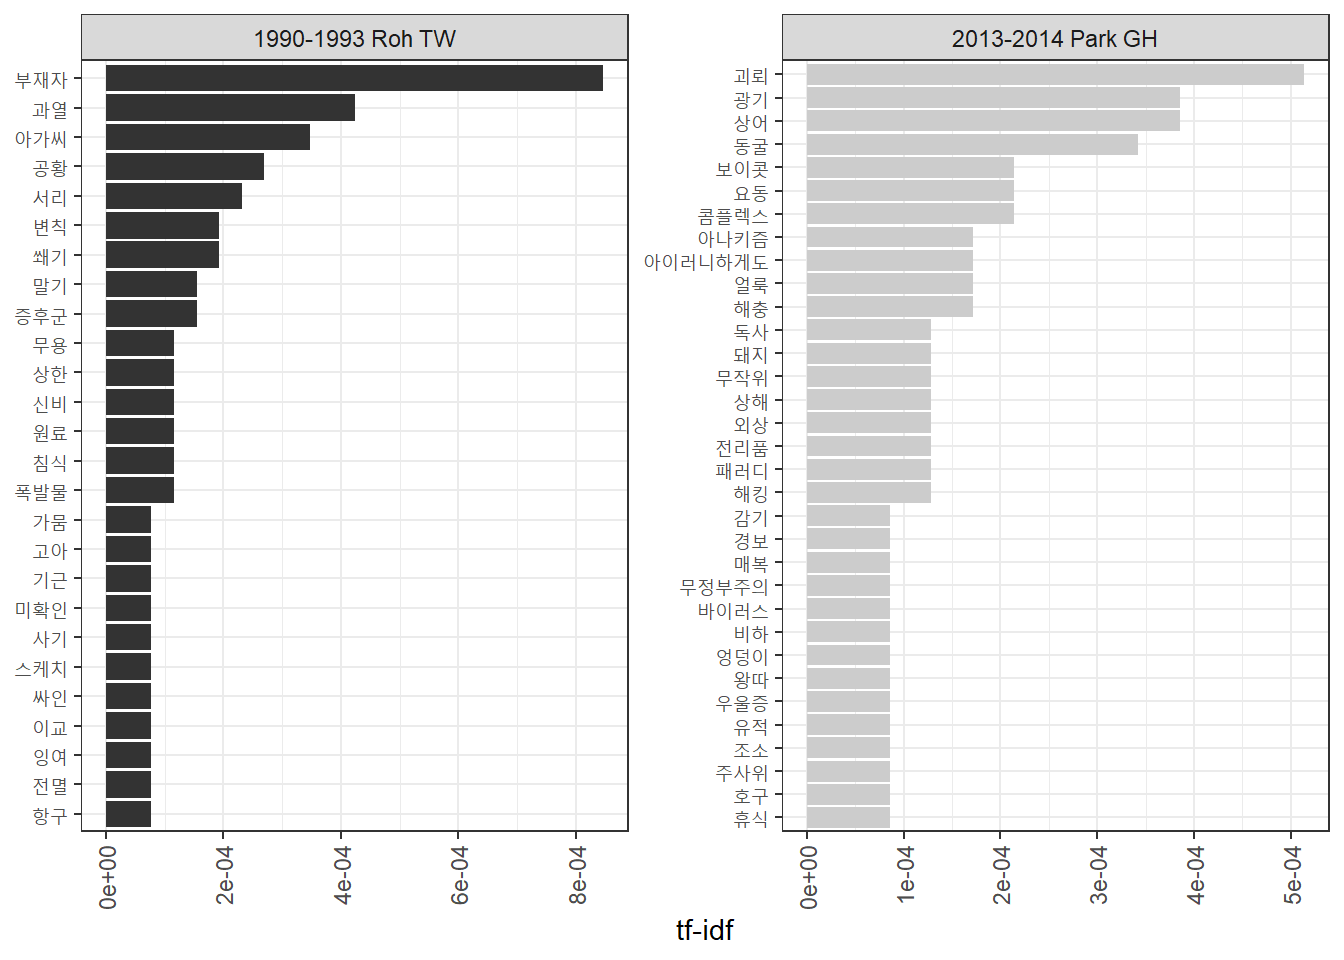 1990-1993 Roh TW
부재자
과열
아가씨
공황
서리
변칙
쐐기
말기
증후군
무용
상한
신비
원료
침식
폭발물
가뭄
고아
기근
미확인
사기
스케치
싸인
이교
잉여
전멸
항구
0e+00
2e-04
4e-04
6e-04
8e-04
2013-2014 Park GH
괴뢰
광기
상어
동굴
보이콧
요동
콤플렉스
아나키즘
아이러니하게도
얼룩
해충
독사
돼지
무작위
상해
외상
전리품
패러디
해킹
감기
경보
매복
무정부주의
바이러스
비하
엉덩이
왕따
우울증
유적
조소
주사위
호구
휴식
0e+00
1e-04
2e-04
3e-04
4e-04
5e-04
tf-idf